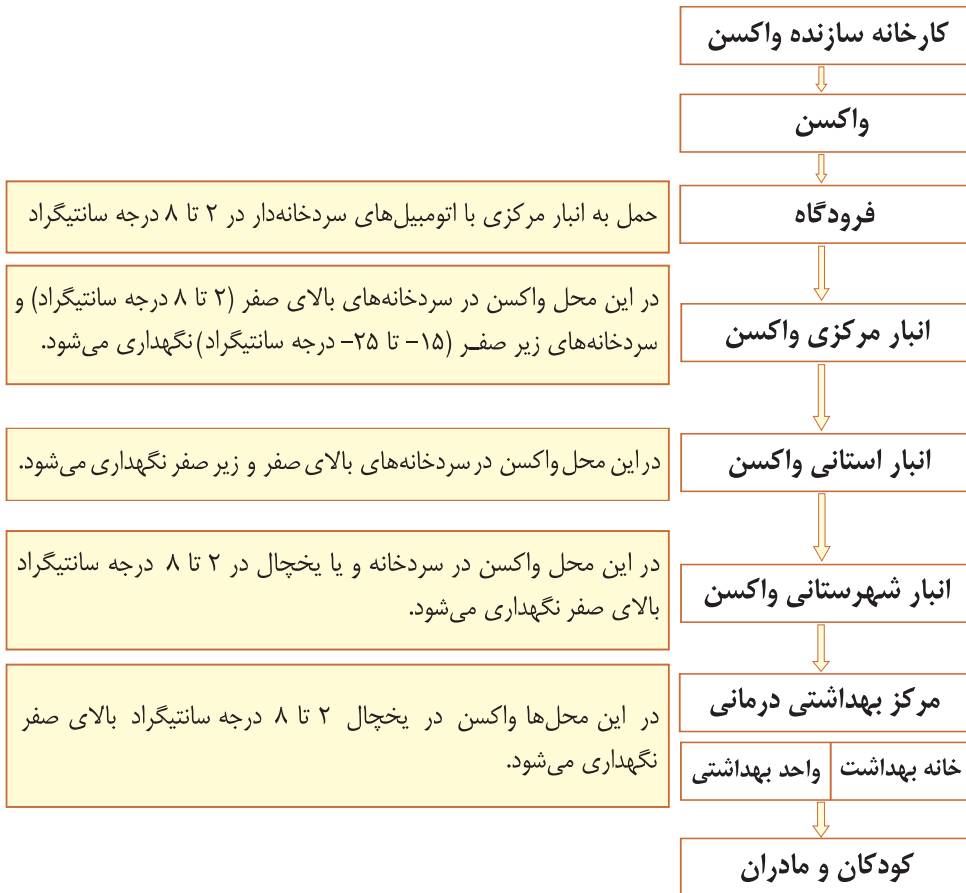 کارخانه سازنده واکسن
واکسن
فرودگاه
حمل به انبار مرکزی با اتومبیل‌های سردخانه‌دار در ۲ تا ۸ درجه سانتیگراد
انبار مرکزی واکسن
در این محل واکسن در سردخانه‌های بالای صفر (۲ تا ۸ درجه سانتیگراد) و
سردخانه‌های زیر صفـر (۱۵– تا ۲۵– درجه سانتیگراد) نگهداری می‌شود.
انبار استانی واکسن
در این محل واکسن در سردخانه‌های بالای صفر و زیر صفر نگهداری می‌شود.
انبار شهرستانی واکسن
در این محل واکسن در سردخانه و یا یخچال در ۲ تا ۸ درجه سانتیگراد
بالای صفر نگهداری می‌شود.
مرکز بهداشتی درمانی
خانه بهداشت
واحد بهداشتی
در این محل‌ها واکسن در یخچال ۲ تا ۸ درجه سانتیگراد بالای صفر
نگهداری می‌شود.
کودکان و مادران